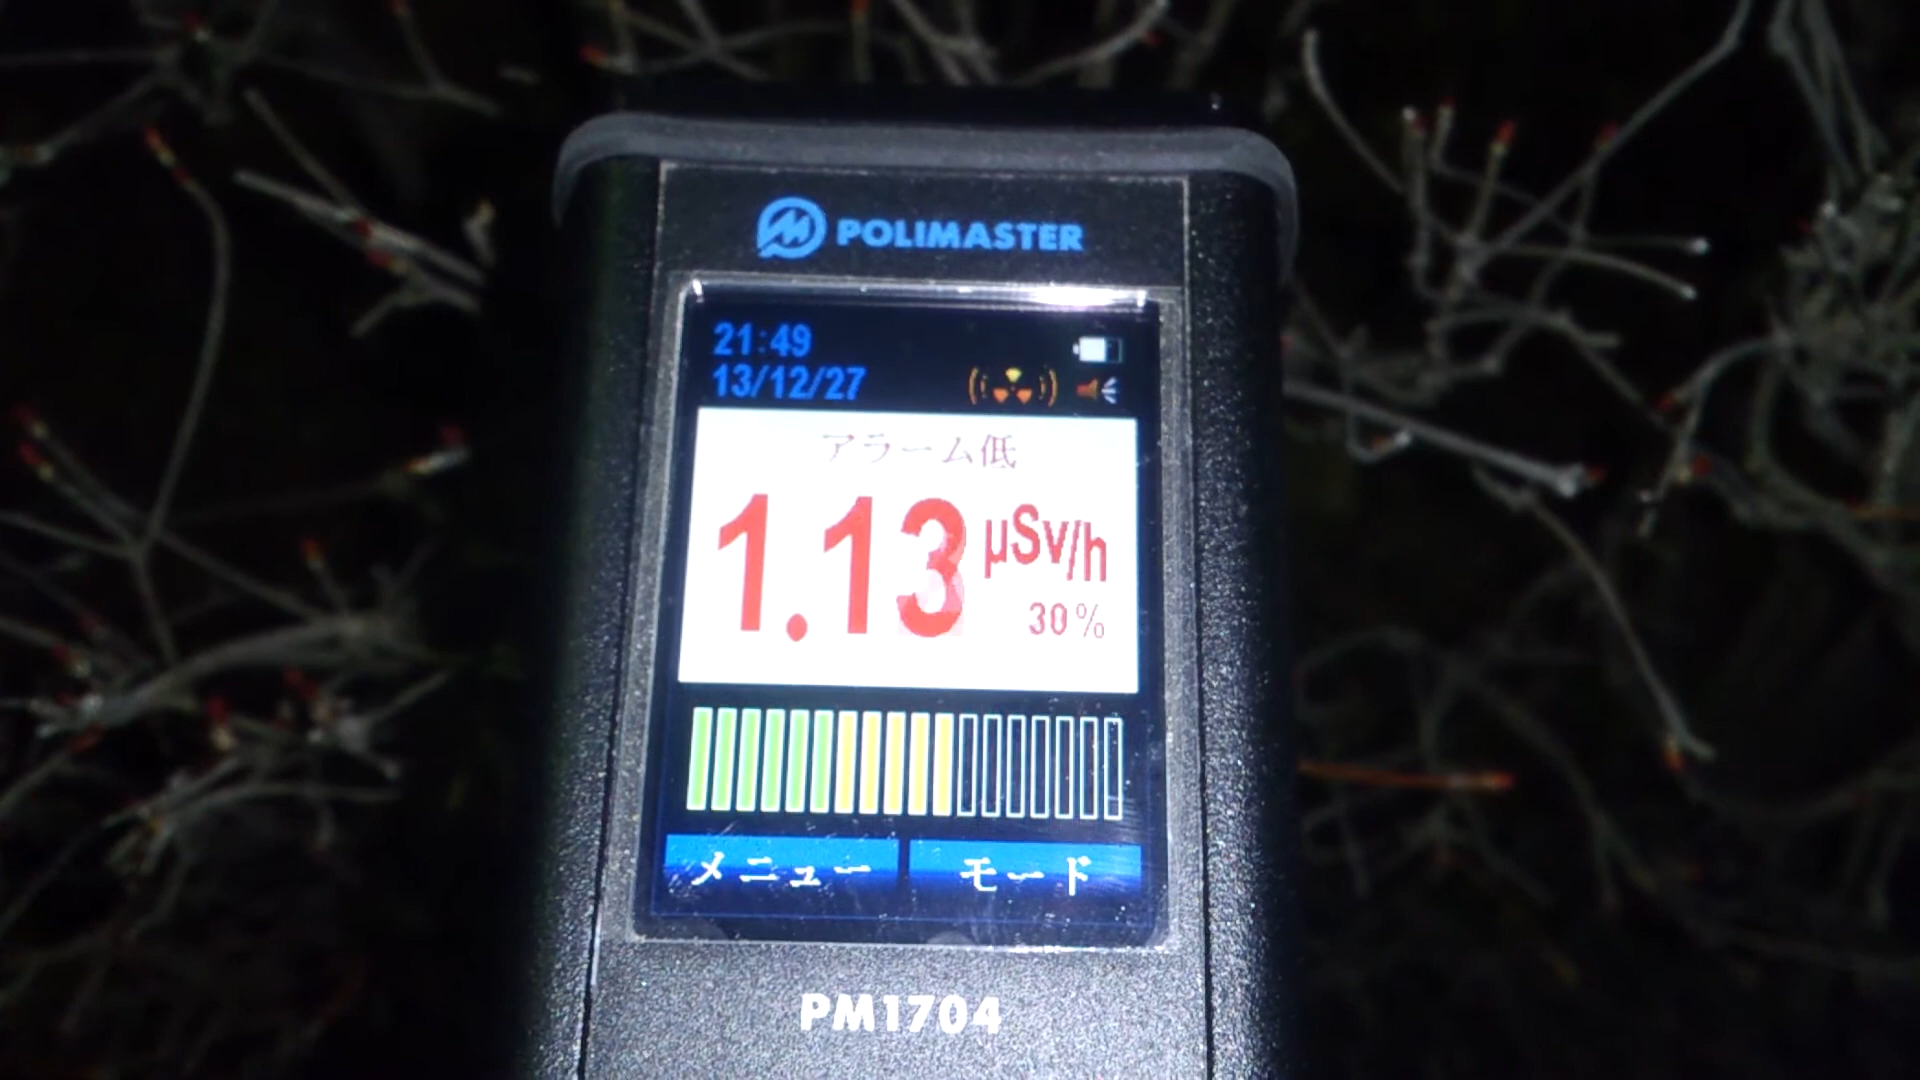 POLIMASTER
21:49
13/12/27
アラーム低
1.13 µSv/h
30%
メニュー モード
PM1704